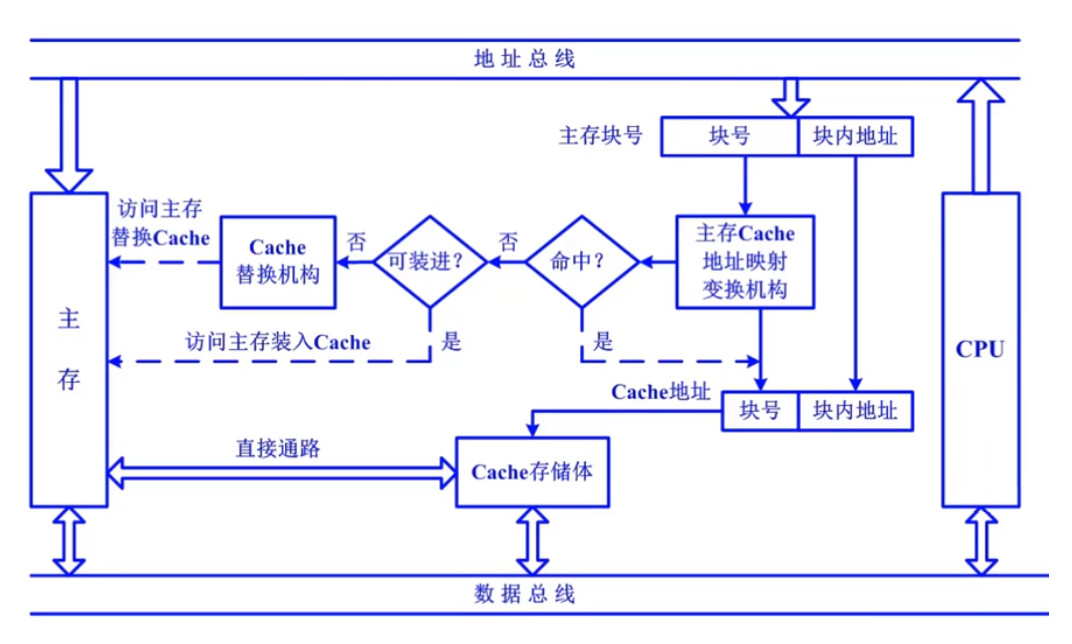 地址总线
主存块号
块号
块内地址
访问主存
替换Cache
Cache
替换机构
否
可装进？
否
命中？
主存Cache
地址映射
变换机构
主
存
访问主存装入Cache
是
是
CPU
Cache地址
块号
块内地址
直接通路
Cache存储体
数据总线